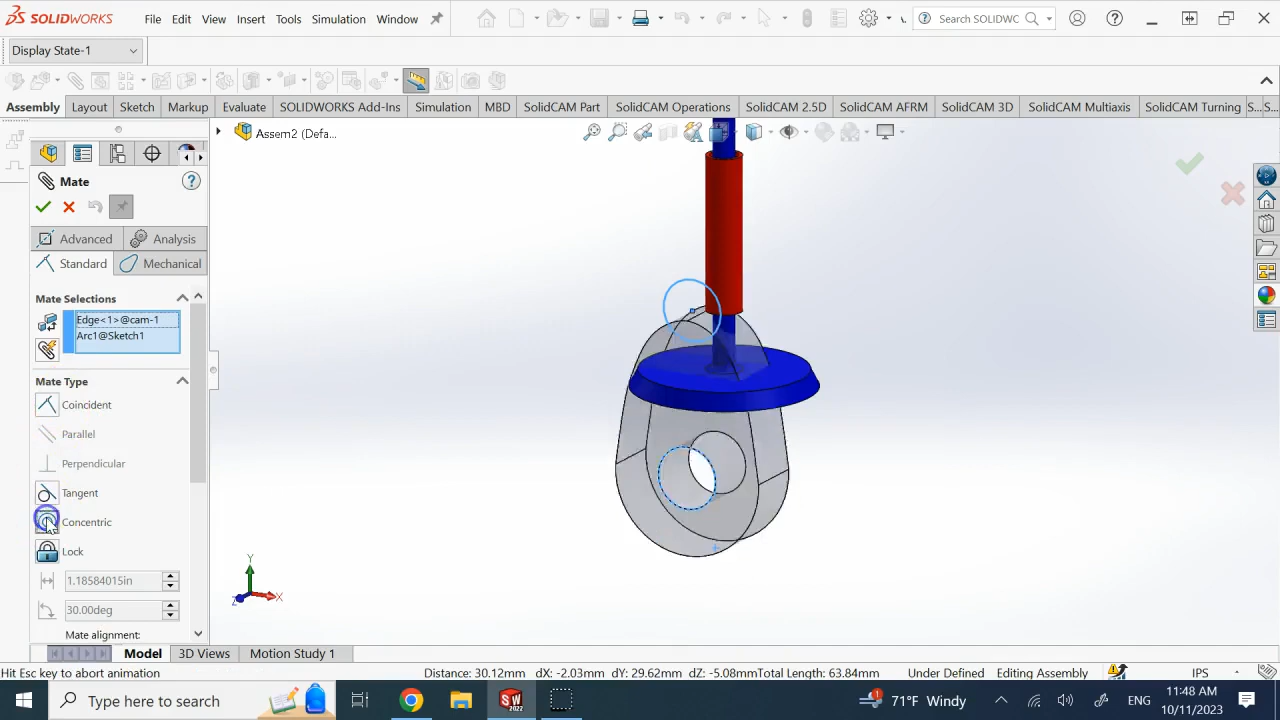 SOLIDWORKS File Edit View Insert Tools Simulation Window Search SOLIDWC
Display State-1
Assembly Layout Sketch Markup Evaluate SOLIDWORKS Add-Ins Simulation MBD SolidCAM Part SolidCAM Operations SolidCAM 2.5D SolidCAM AFRM SolidCAM 3D SolidCAM Multiaxis SolidCAM Turning S... S...
Assem2 (Defa...
Mate
Advanced Analysis
Standard Mechanical
Mate Selections
Edge<1>@cam-1
Arc1@Sketch1
Mate Type
Coincident
Parallel
Perpendicular
Tangent
Concentric
Lock
1.18584015in
30.00deg
Mate alignment:
Y
Z X
Model 3D Views Motion Study 1
Hit Esc key to abort animation Distance: 30.12mm dX: -2.03mm dY: 29.62mm dZ: -5.08mmTotal Length: 63.84mm Under Defined Editing Assembly IPS
Type here to search SW 2022 1 71°F Windy ENG 11:48 AM
10/11/2023